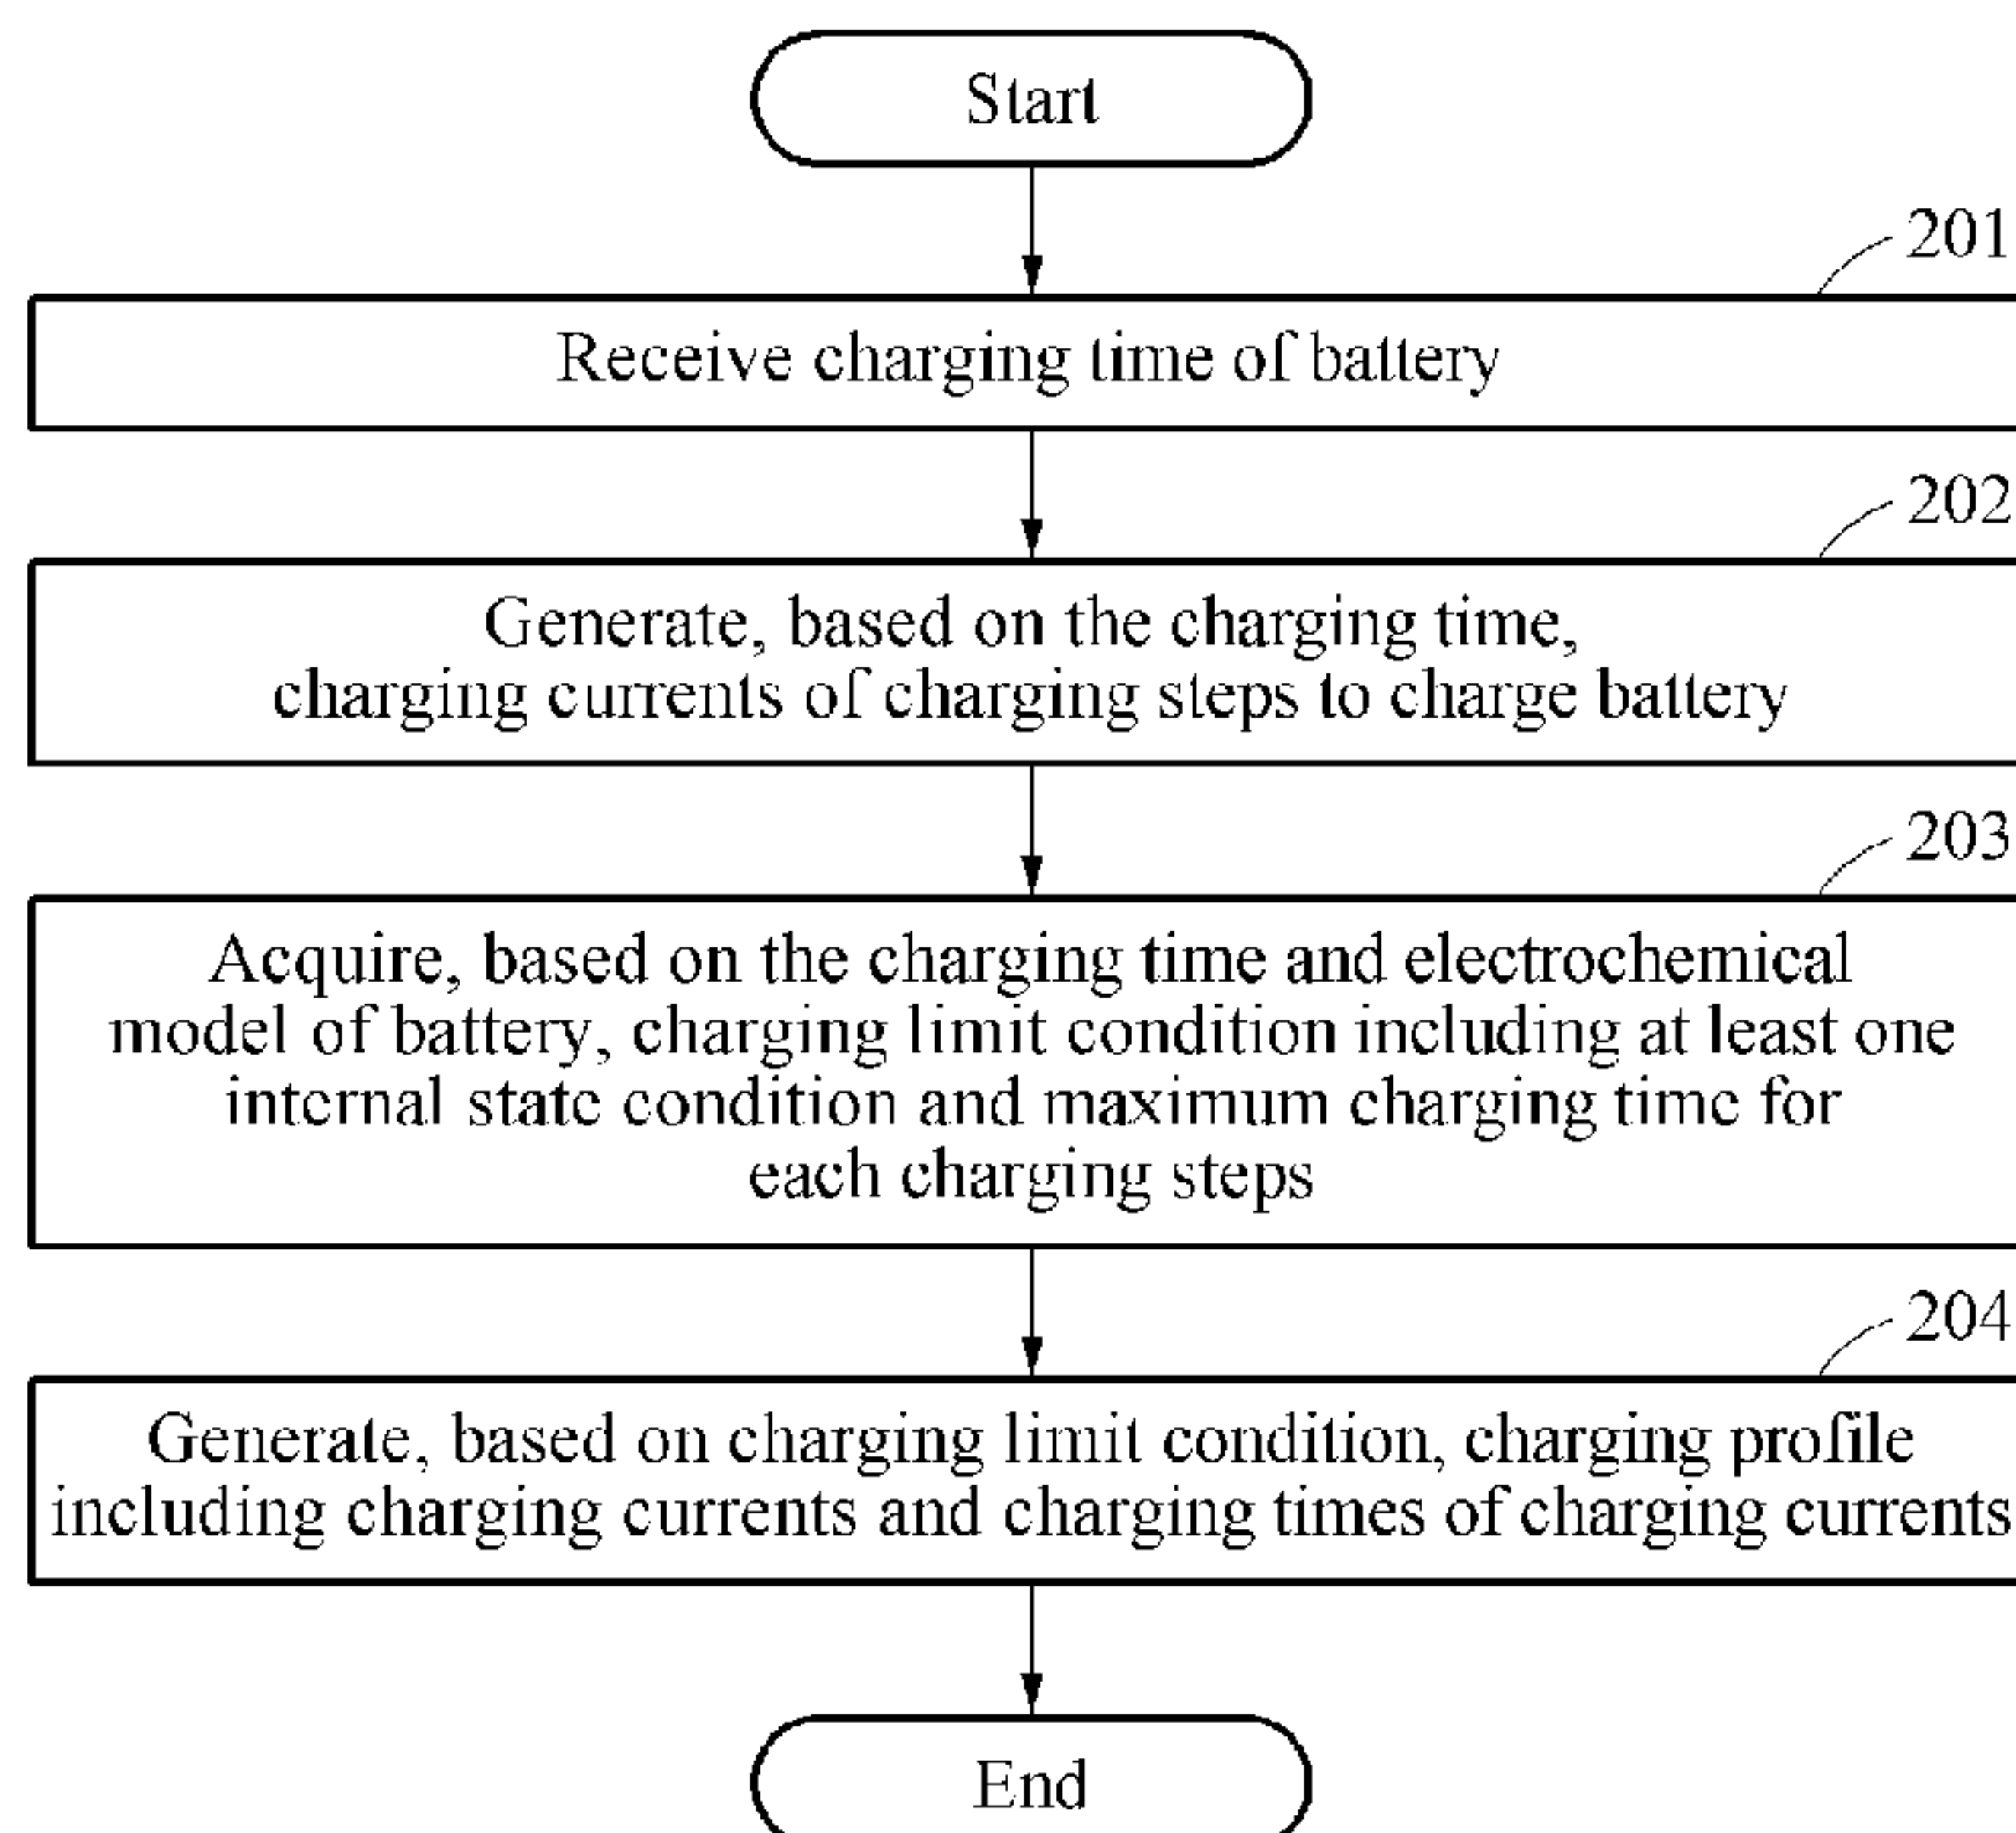 Start
201
Receive charging time of battery
202
Generate, based on the charging time,
charging currents of charging steps to charge battery
203
Acquire, based on the charging time and electrochemical
model of battery, charging limit condition including at least one
internal state condition and maximum charging time for
each charging steps
204
Generate, based on charging limit condition, charging profile
including charging currents and charging times of charging currents
End